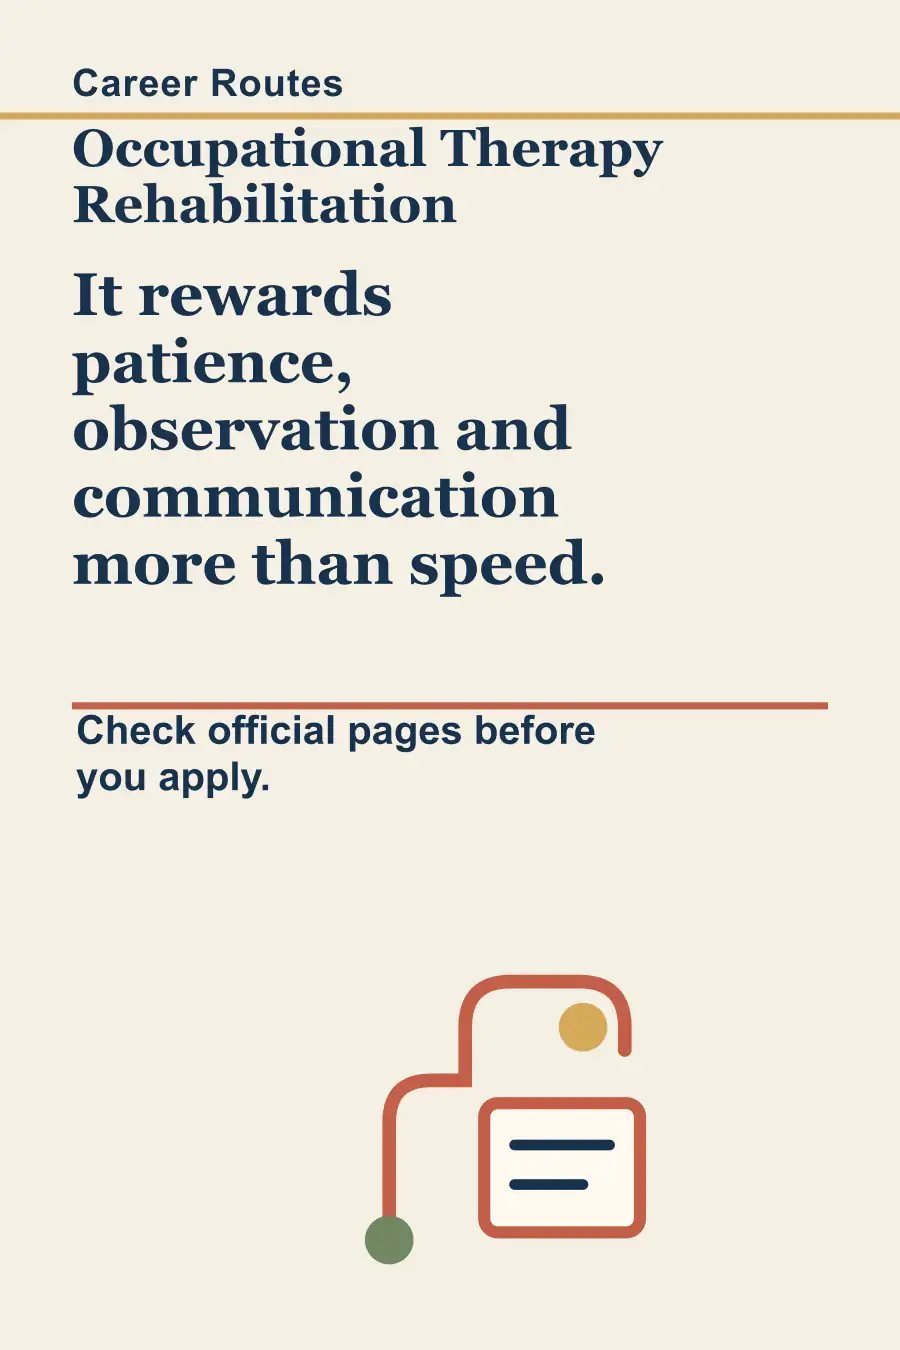 Career Routes
Occupational Therapy
Rehabilitation
It rewards
patience,
observation and
communication
more than speed.
Check official pages before
you apply.